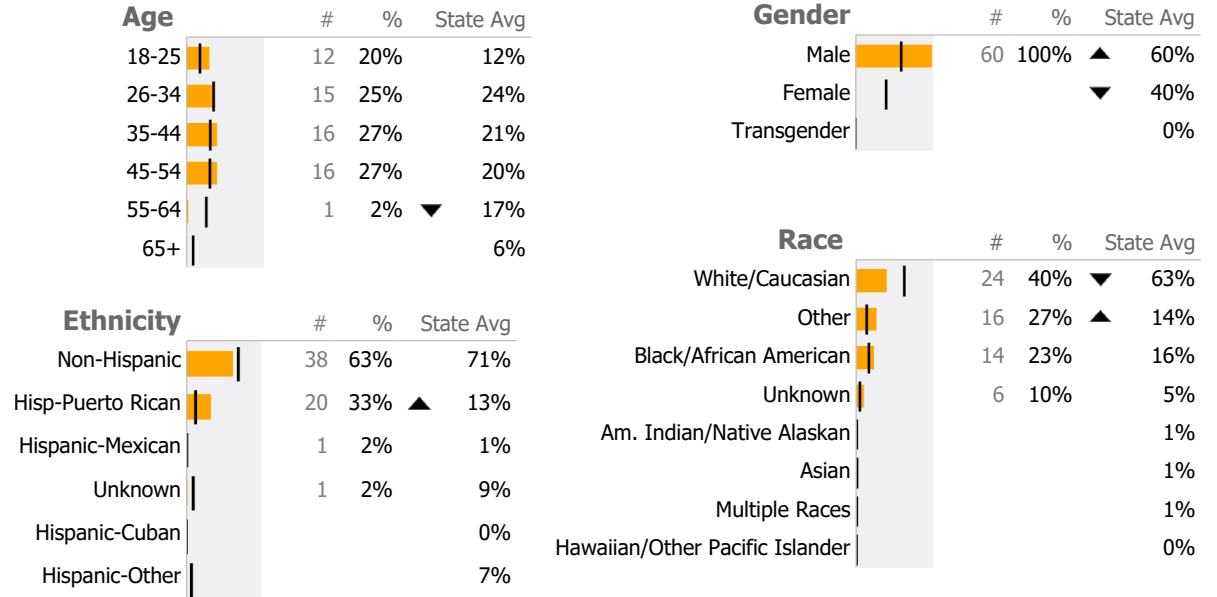 Age # % State Avg
18-25 12 20% 12%
26-34 15 25% 24%
35-44 16 27% 21%
45-54 16 27% 20%
55-64 1 2% ▼ 17%
65+ 6%
Ethnicity # % State Avg
Non-Hispanic 38 63% 71%
Hisp-Puerto Rican 20 33% ▲ 13%
Hispanic-Mexican 1 2% 1%
Unknown 1 2% 9%
Hispanic-Cuban 0%
Hispanic-Other 7%
Gender # % State Avg
Male 60 100% ▲ 60%
Female ▼ 40%
Transgender 0%
Race # % State Avg
White/Caucasian 24 40% ▼ 63%
Other 16 27% ▲ 14%
Black/African American 14 23% 16%
Unknown 6 10% 5%
Am. Indian/Native Alaskan 1%
Asian 1%
Multiple Races 1%
Hawaiian/Other Pacific Islander 0%